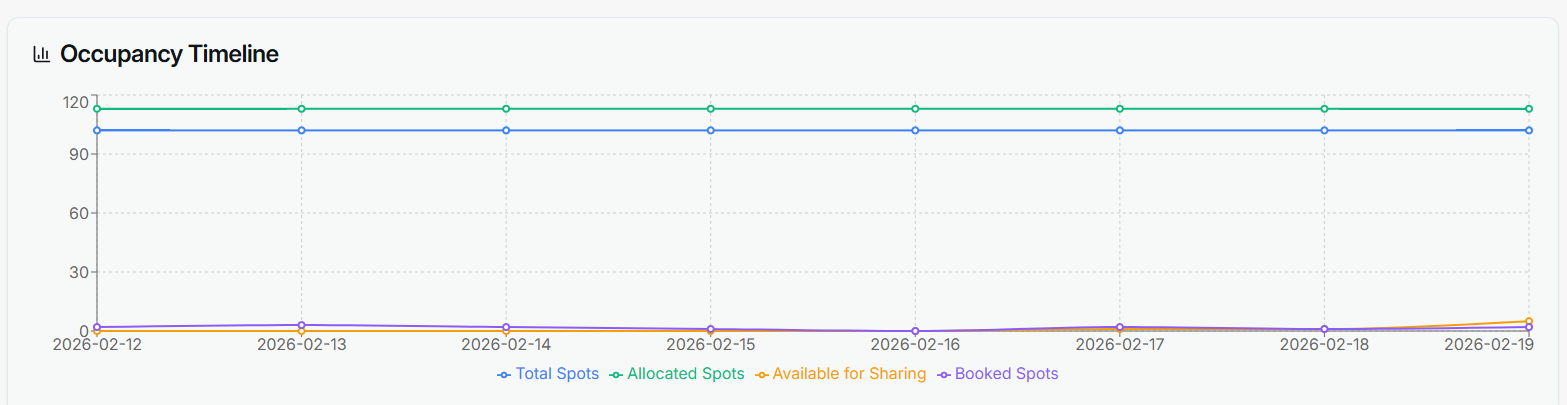 Occupancy Timeline
120
90
60
30
0
2026-02-12 2026-02-13 2026-02-14 2026-02-15 2026-02-16 2026-02-17 2026-02-18 2026-02-19
Total Spots Allocated Spots Available for Sharing Booked Spots